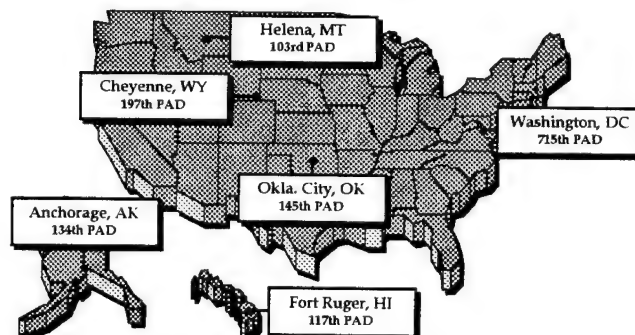 Helena, MT
103rd PAD
Cheyenne, WY
197th PAD
Washington, DC
715th PAD
Okla. City, OK
145th PAD
Anchorage, AK
134th PAD
Fort Ruger, HI
117th PAD